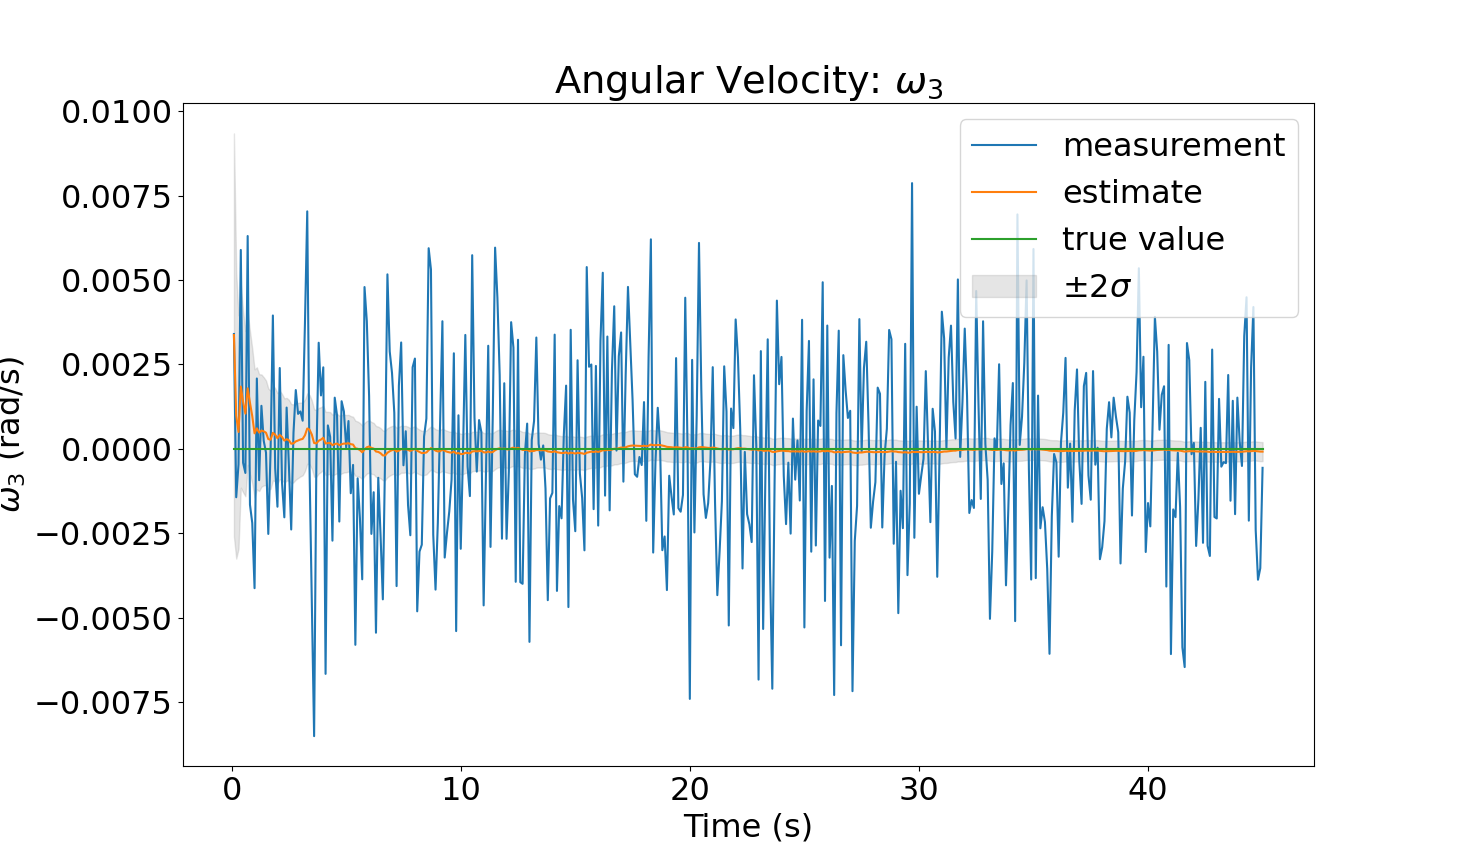 Angular Velocity: ω₃
0.0100
0.0075
0.0050
0.0025
0.0000
−0.0025
−0.0050
−0.0075
ω₃ (rad/s)
measurement
estimate
true value
±2σ
0 10 20 30 40
Time (s)